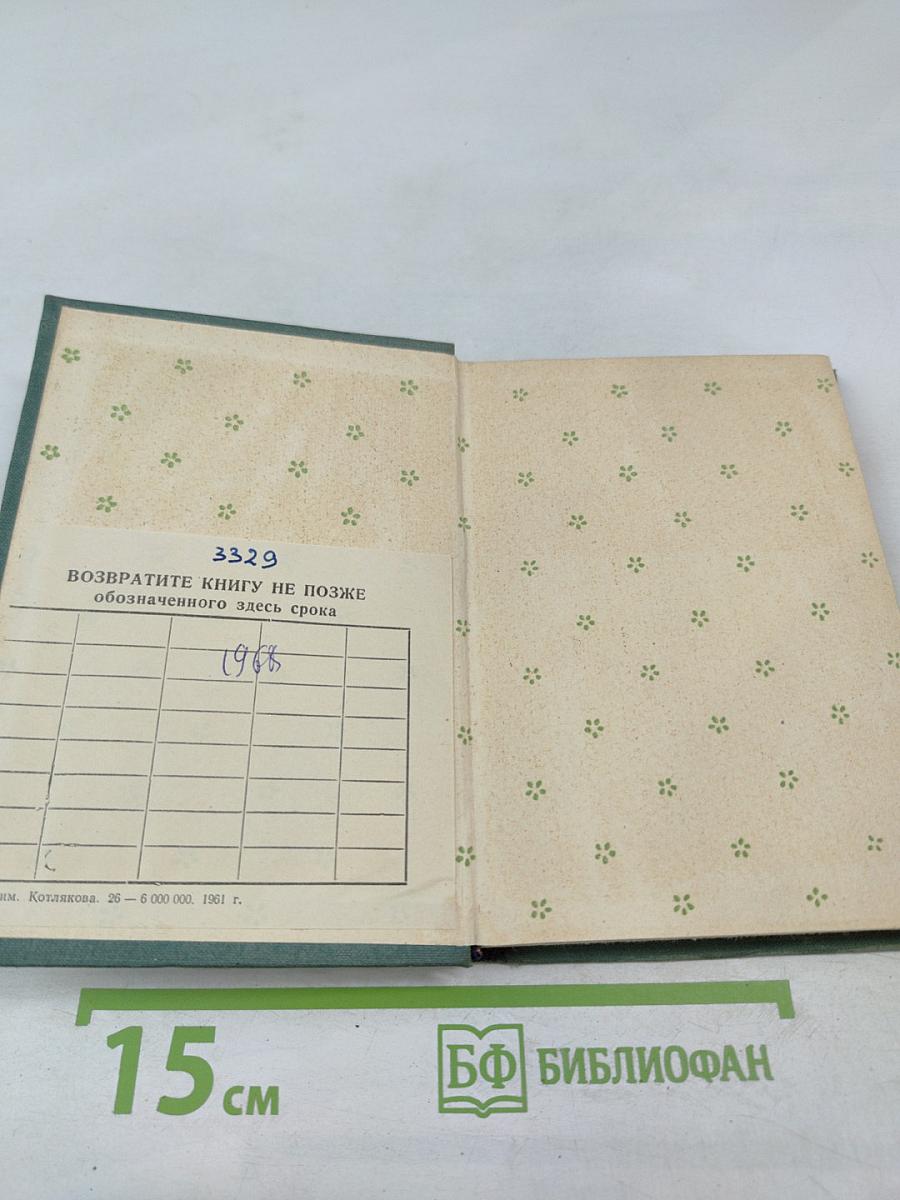 3329
ВОЗВРАТИТЕ КНИГУ НЕ ПОЗЖЕ
обозначенного здесь срока
1968
им. Котлякова. 26 — 6 000 000. 1961 г.
15 см
БФ БИБЛИОФАН